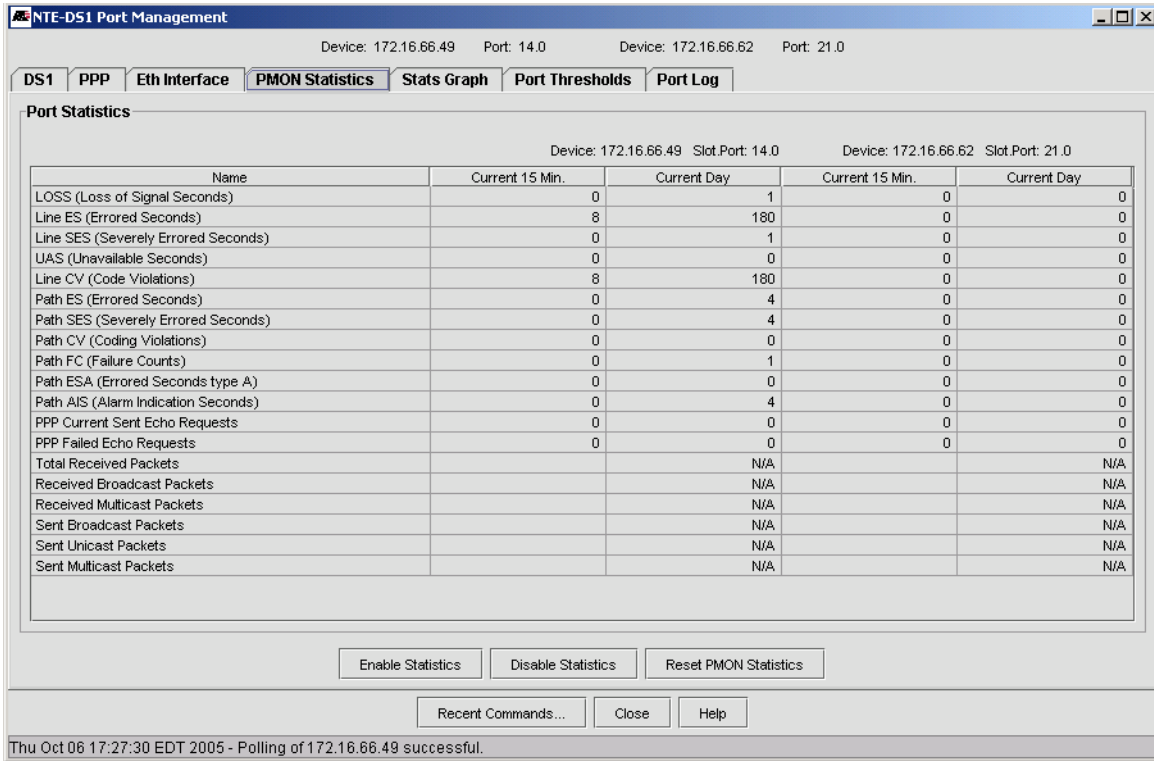 NTE-DS1 Port Management
Device: 172.16.66.49 Port: 14.0 Device: 172.16.66.62 Port: 21.0
DS1 PPP Eth Interface PMON Statistics Stats Graph Port Thresholds Port Log
Port Statistics
Device: 172.16.66.49 Slot.Port: 14.0 Device: 172.16.66.62 Slot.Port: 21.0
Name Current 15 Min. Current Day Current 15 Min. Current Day
LOSS (Loss of Signal Seconds) 0 1 0 0
Line ES (Errored Seconds) 8 180 0 0
Line SES (Severely Errored Seconds) 0 1 0 0
UAS (Unavailable Seconds) 0 0 0 0
Line CV (Code Violations) 8 180 0 0
Path ES (Errored Seconds) 0 4 0 0
Path SES (Severely Errored Seconds) 0 4 0 0
Path CV (Coding Violations) 0 0 0 0
Path FC (Failure Counts) 0 1 0 0
Path ESA (Errored Seconds type A) 0 0 0 0
Path AIS (Alarm Indication Seconds) 0 4 0 0
PPP Current Sent Echo Requests 0 0 0 0
PPP Failed Echo Requests 0 0 0 0
Total Received Packets N/A N/A
Received Broadcast Packets N/A N/A
Received Multicast Packets N/A N/A
Sent Broadcast Packets N/A N/A
Sent Unicast Packets N/A N/A
Sent Multicast Packets N/A N/A
Enable Statistics Disable Statistics Reset PMON Statistics
Recent Commands... Close Help
Thu Oct 06 17:27:30 EDT 2005 - Polling of 172.16.66.49 successful.